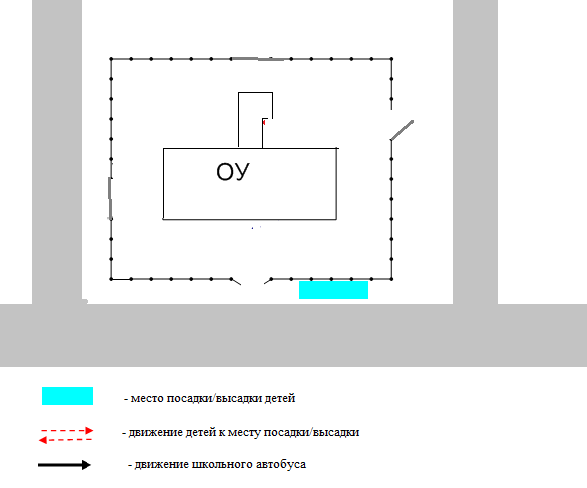 ОУ
- место посадки/высадки детей
- движение детей к месту посадки/высадки
- движение школьного автобуса